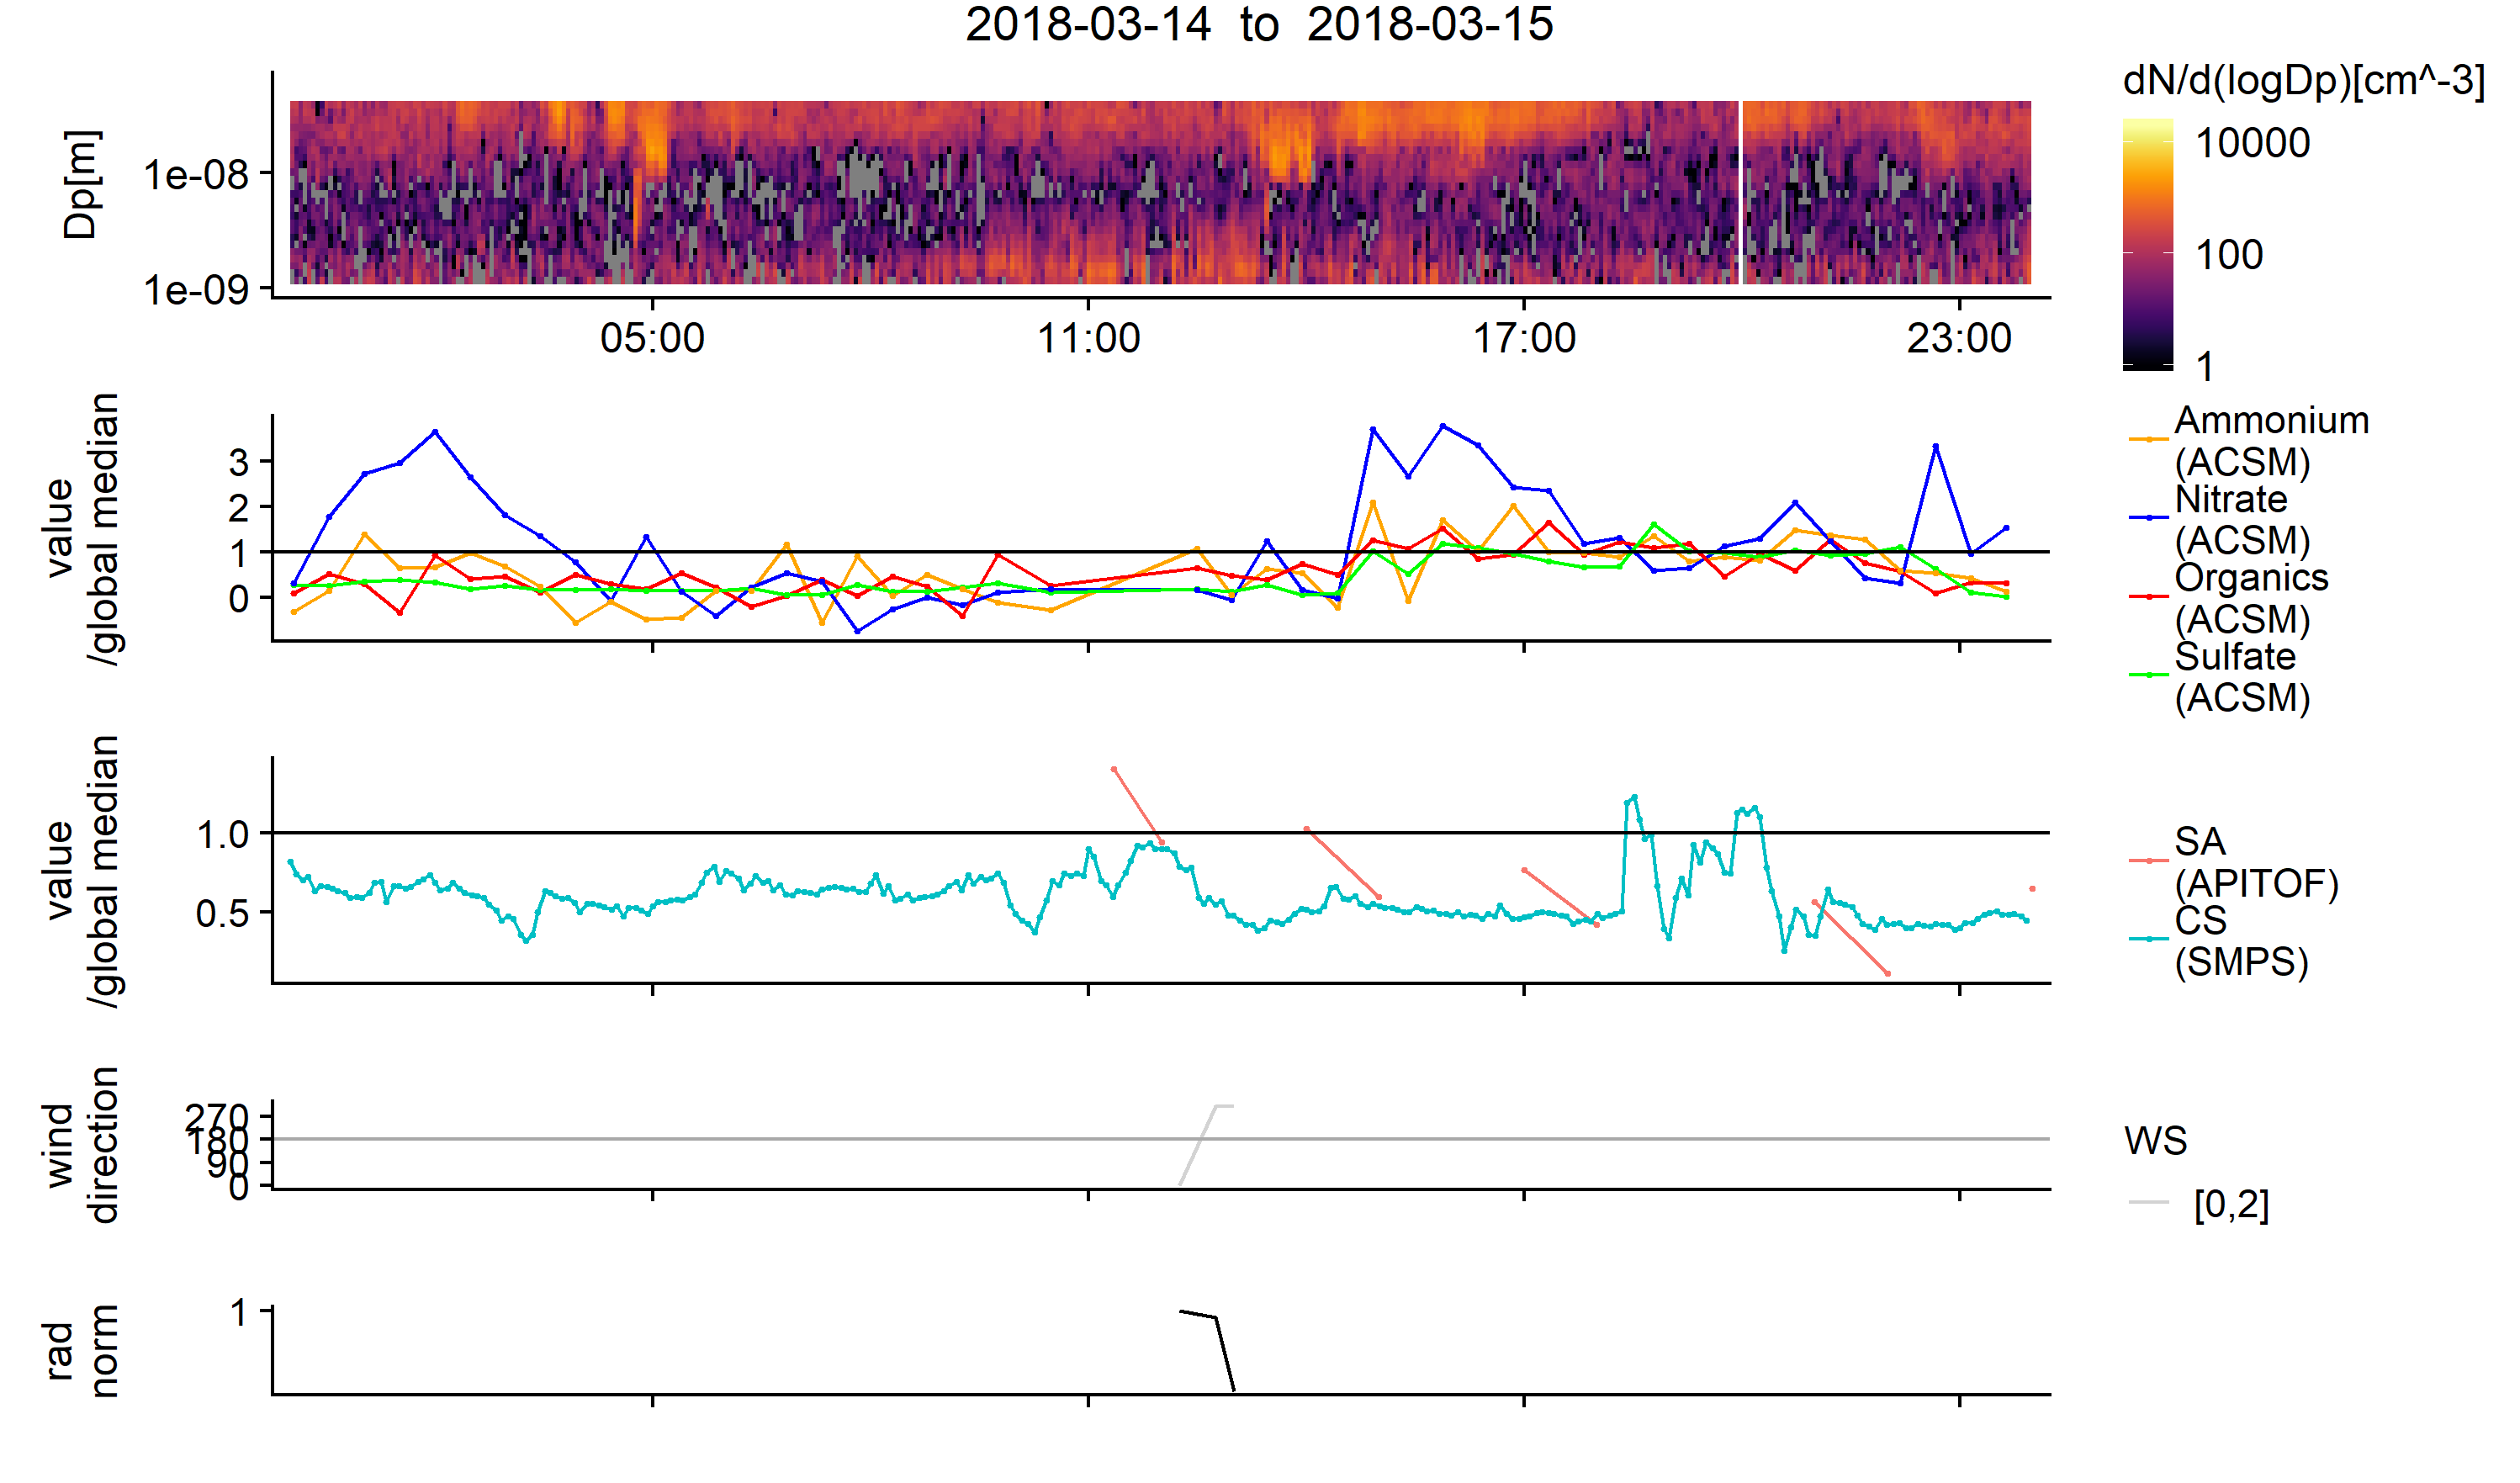 2018-03-14  to  2018-03-15
Dp[m]
1e-08
1e-09
05:00
11:00
17:00
23:00
dN/d(logDp)[cm^-3]
10000
100
1
value
/global median
3
2
1
0
Ammonium
(ACSM)
Nitrate
(ACSM)
Organics
(ACSM)
Sulfate
(ACSM)
value
/global median
1.0
0.5
SA
(APITOF)
CS
(SMPS)
wind
direction
270
180
90
0
WS
[0,2]
rad
norm
1